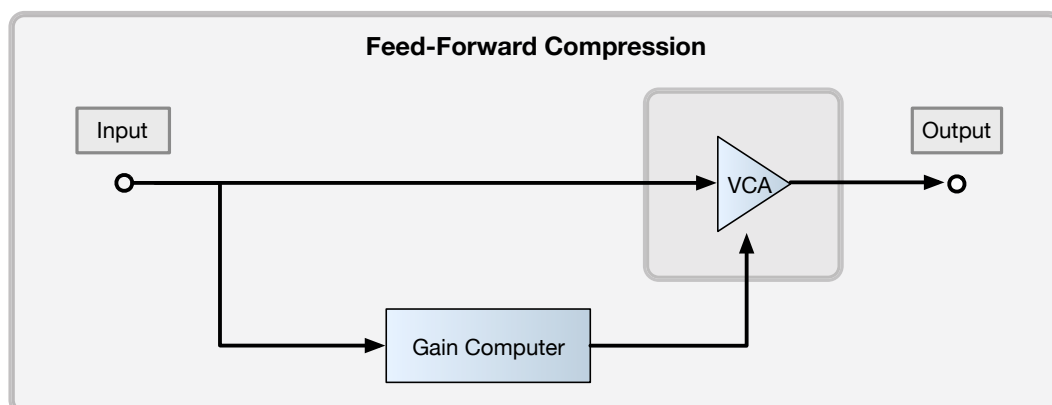 Feed-Forward Compression
Input
Output
VCA
Gain Computer